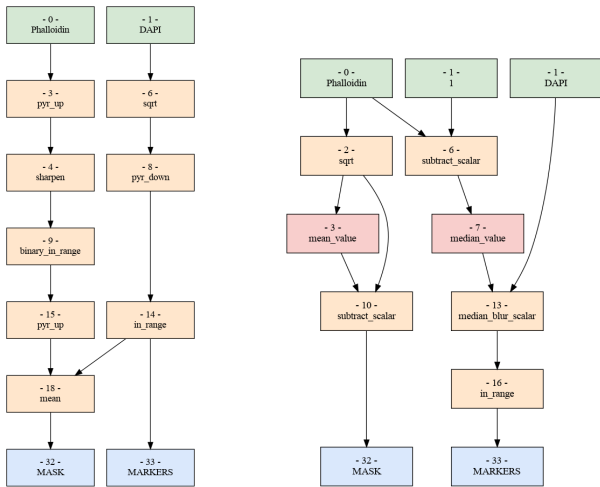 - 0 -
Phalloidin
- 1 -
DAPI
- 3 -
pyr_up
- 6 -
sqrt
- 4 -
sharpen
- 8 -
pyr_down
- 9 -
binary_in_range
- 15 -
pyr_up
- 14 -
in_range
- 18 -
mean
- 32 -
MASK
- 33 -
MARKERS
- 0 -
Phalloidin
- 1 -
1
- 1 -
DAPI
- 2 -
sqrt
- 6 -
subtract_scalar
- 3 -
mean_value
- 7 -
median_value
- 10 -
subtract_scalar
- 13 -
median_blur_scalar
- 16 -
in_range
- 32 -
MASK
- 33 -
MARKERS